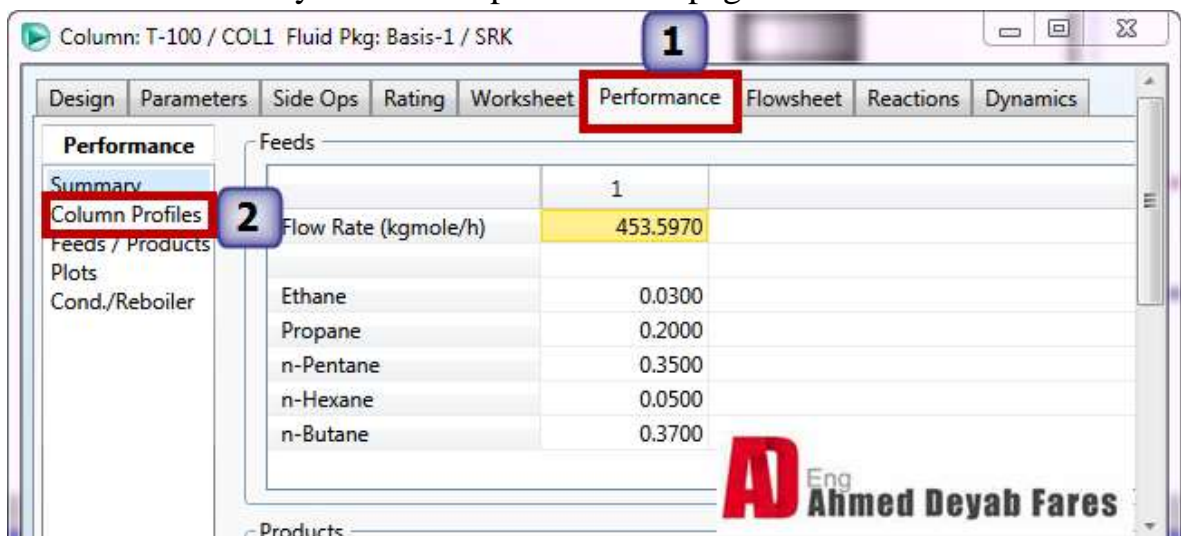 Column: T-100 / COL1 Fluid Pkg: Basis-1 / SRK
1
Design Parameters Side Ops Rating Worksheet Performance Flowsheet Reactions Dynamics
Performance
Feeds
Summary
1
Column Profiles
2
Flow Rate (kgmole/h) 453.5970
Feeds / Products
Plots
Cond./Reboiler
Ethane 0.0300
Propane 0.2000
n-Pentane 0.3500
n-Hexane 0.0500
n-Butane 0.3700
AD Eng
Ahmed Deyab Fares
Products